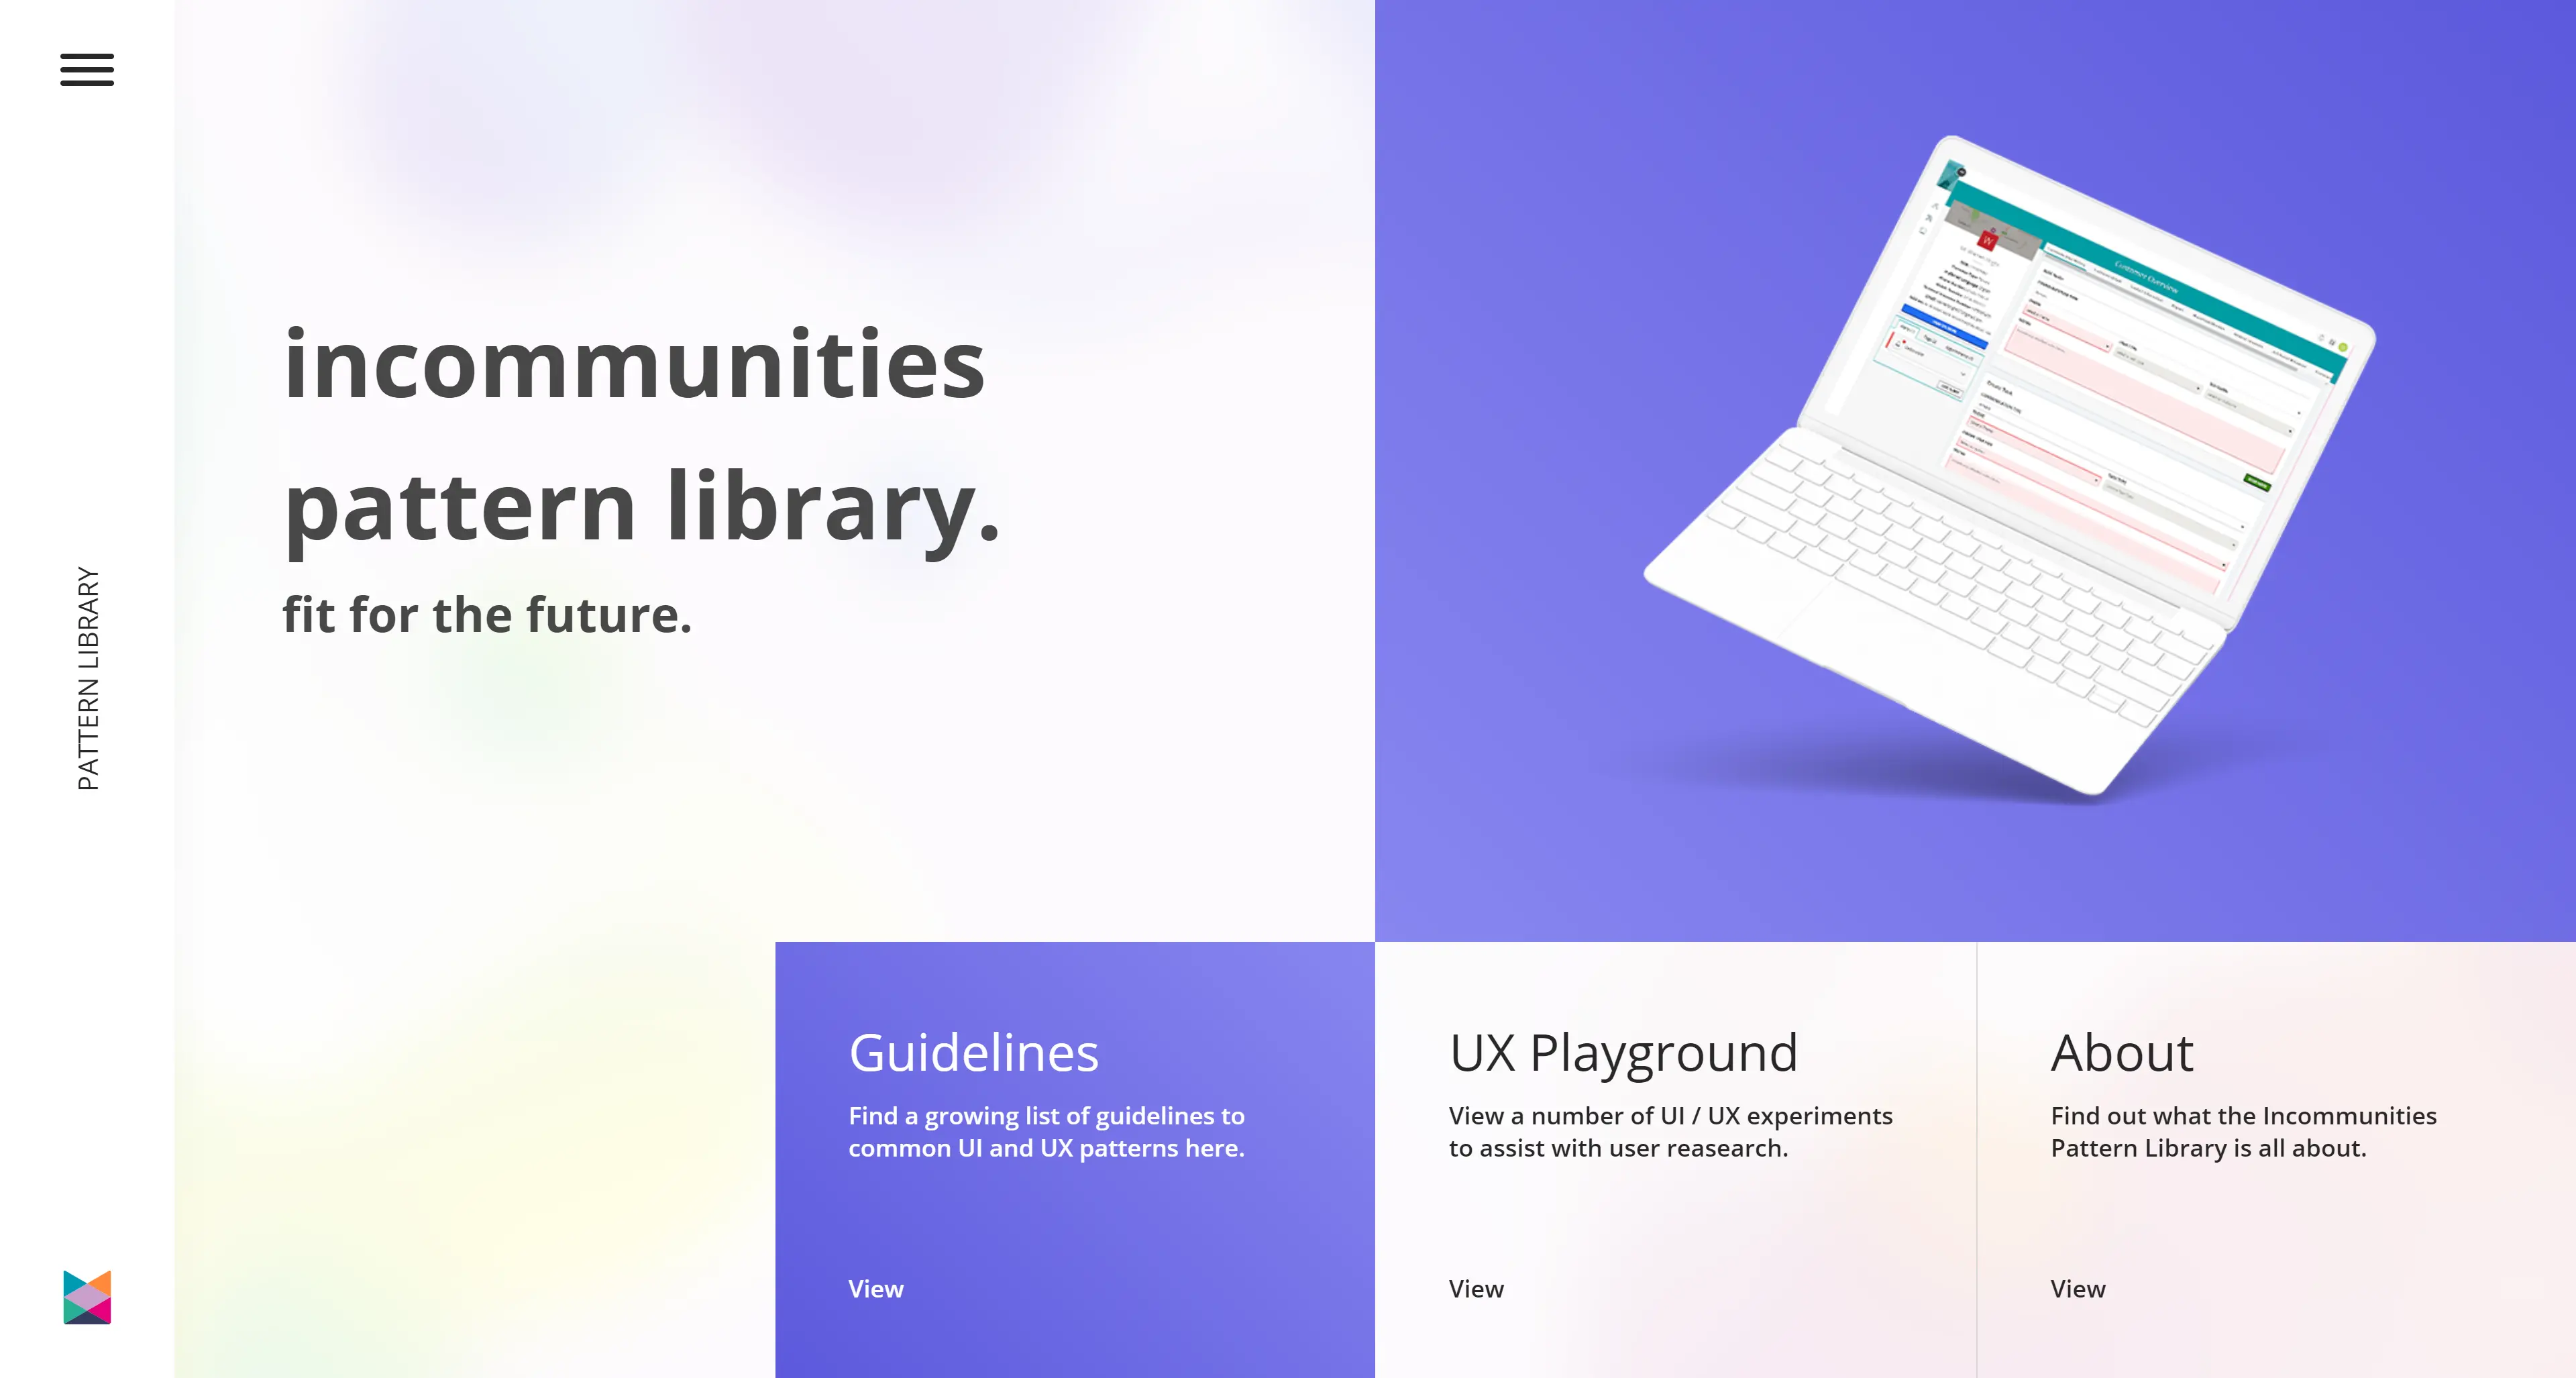 PATTERN LIBRARY
incommunities
pattern library.
fit for the future.
Customer Overview
W
Guidelines
Find a growing list of guidelines to
common UI and UX patterns here.
View
UX Playground
View a number of UI / UX experiments
to assist with user reasearch.
View
About
Find out what the Incommunities
Pattern Library is all about.
View